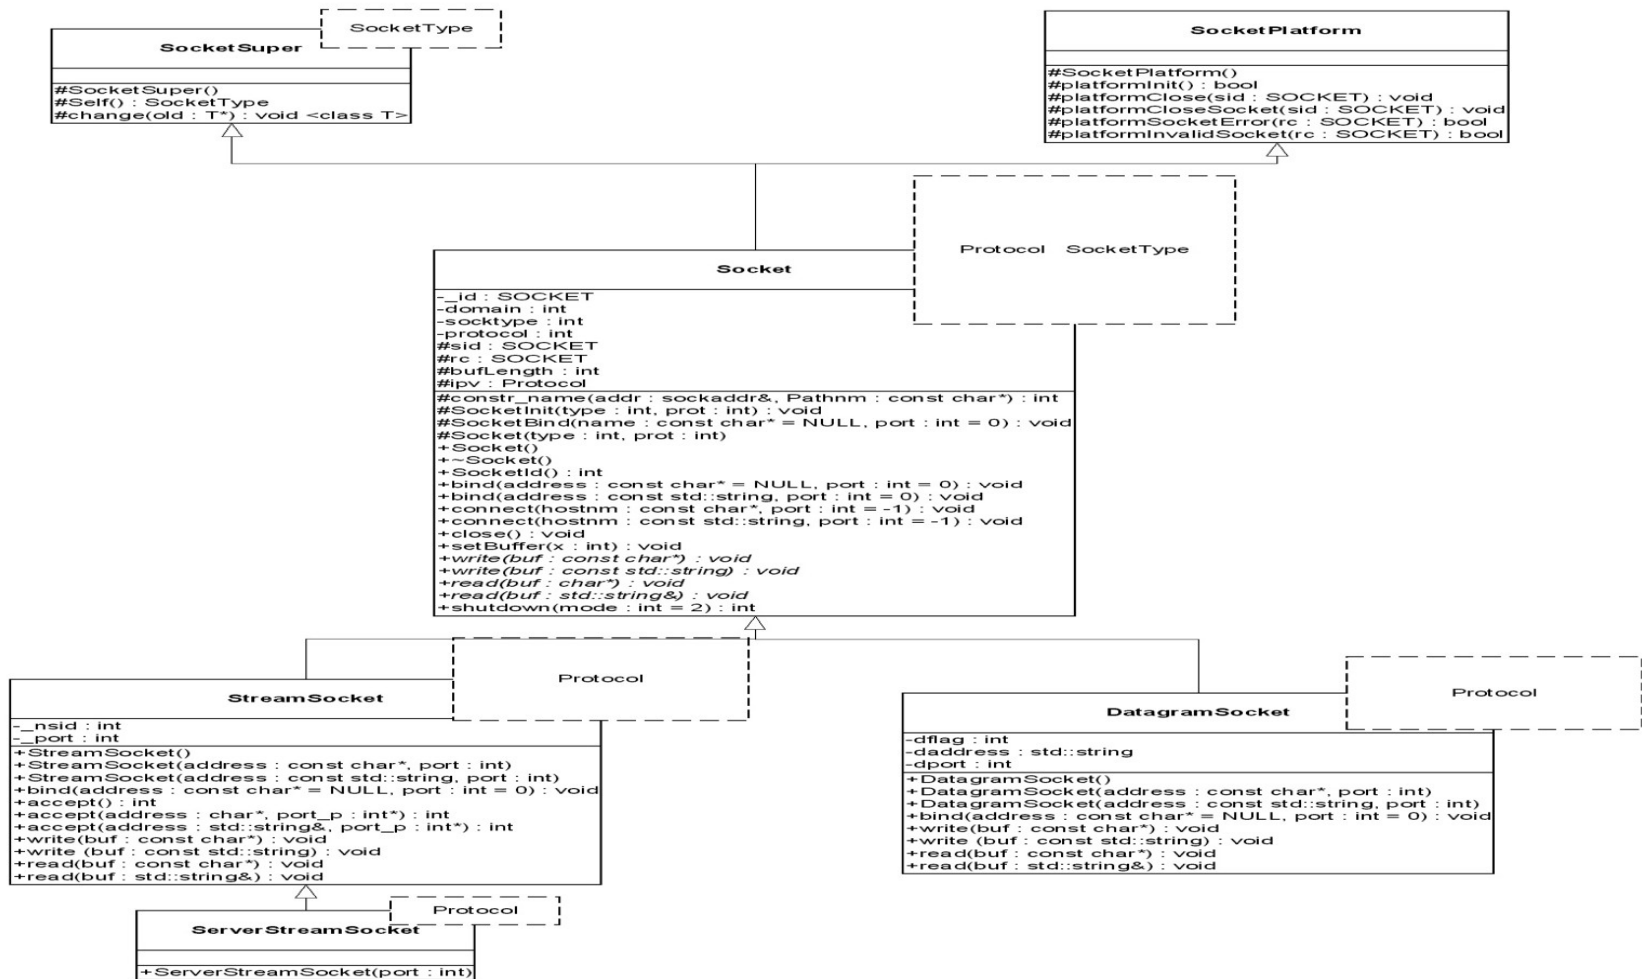 SocketType
SocketSuper
#SocketSuper()
#Self() : SocketType
#change(old : T*) : void <class T>
SocketPlatform
#SocketPlatform()
#platformInit() : bool
#platformClose(sid : SOCKET) : void
#platformCloseSocket(sid : SOCKET) : void
#platformSocketError(rc : SOCKET) : bool
#platformInvalidSocket(rc : SOCKET) : bool
Protocol SocketType
Socket
-_id : SOCKET
-domain : int
-socktype : int
-protocol : int
#sid : SOCKET
#rc : SOCKET
#bufLength : int
#ipv : Protocol
#constr_name(addr : sockaddr&, Pathnm : const char*) : int
#SocketInit(type : int, prot : int) : void
#SocketBind(name : const char* = NULL, port : int = 0) : void
#Socket(type : int, prot : int)
+Socket()
+~Socket()
+SocketId() : int
+bind(address : const char* = NULL, port : int = 0) : void
+bind(address : const std::string, port : int = 0) : void
+connect(hostnm : const char*, port : int = -1) : void
+connect(hostnm : const std::string, port : int = -1) : void
+close() : void
+setBuffer(x : int) : void
+write(buf : const char*) : void
+write(buf : const std::string) : void
+read(buf : char*) : void
+read(buf : std::string&) : void
+shutdown(mode : int = 2) : int
Protocol
StreamSocket
-_nsid : int
-_port : int
+StreamSocket()
+StreamSocket(address : const char*, port : int)
+StreamSocket(address : const std::string, port : int)
+bind(address : const char* = NULL, port : int = 0) : void
+accept() : int
+accept(address : char*, port_p : int*) : int
+accept(address : std::string&, port_p : int*) : int
+write(buf : const char*) : void
+write (buf : const std::string) : void
+read(buf : const char*) : void
+read(buf : std::string&) : void
Protocol
DatagramSocket
-dflag : int
-daddress : std::string
-dport : int
+DatagramSocket()
+DatagramSocket(address : const char*, port : int)
+DatagramSocket(address : const std::string, port : int)
+bind(address : const char* = NULL, port : int = 0) : void
+write(buf : const char*) : void
+write (buf : const std::string) : void
+read(buf : const char*) : void
+read(buf : std::string&) : void
Protocol
ServerStreamSocket
+ServerStreamSocket(port : int)